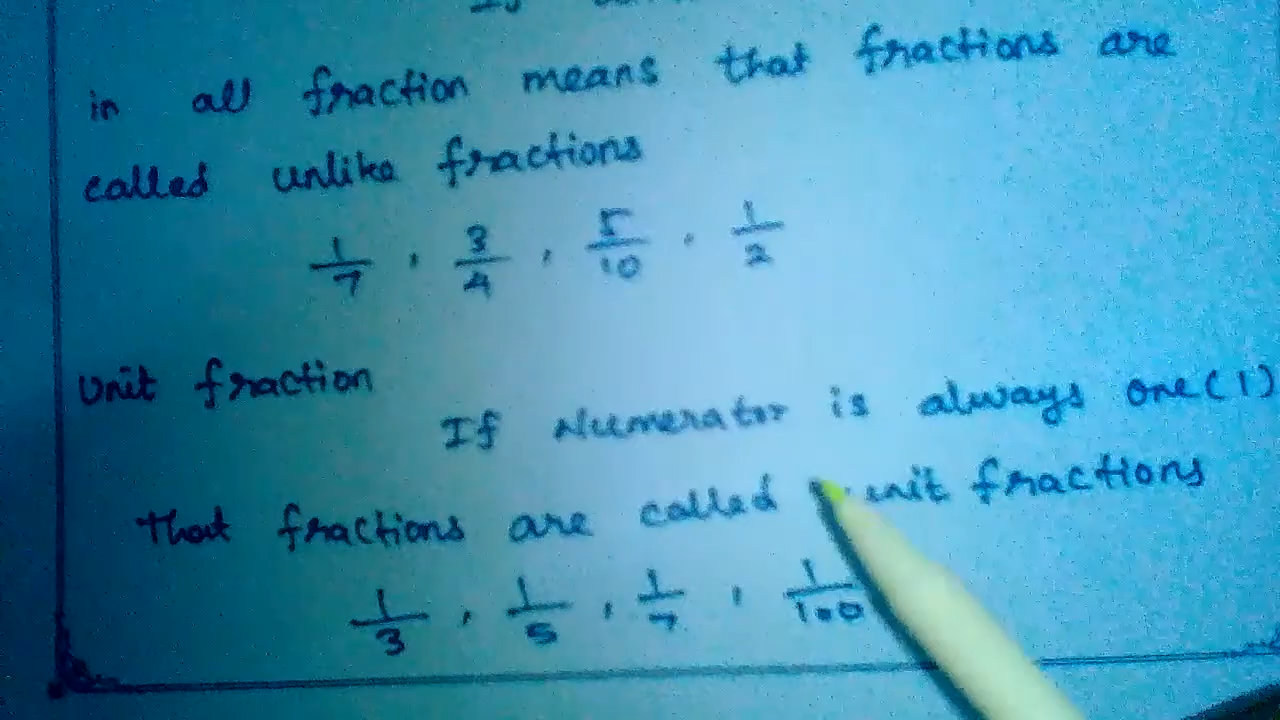 in all fraction means that fractions are
called unlike fractions
1/7 , 3/4 , 5/10 , 1/2
Unit fraction
If Numerator is always one (1)
That fractions are called unit fractions
1/3 , 1/5 , 1/7 , 1/100